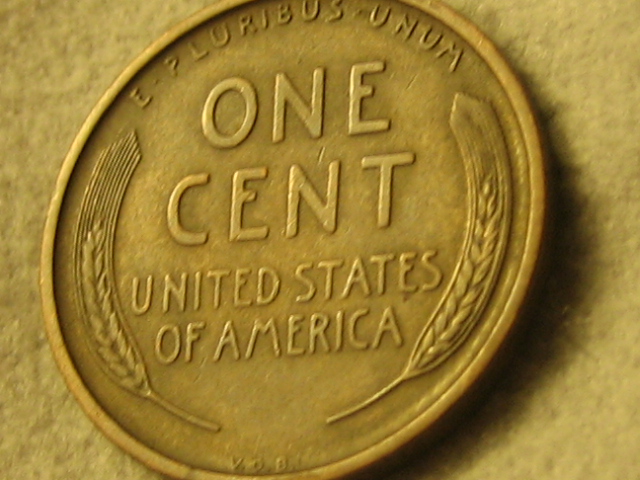 E·PLURIBUS·UNUM
ONE
CENT
UNITED STATES
OF AMERICA
V.D.B.